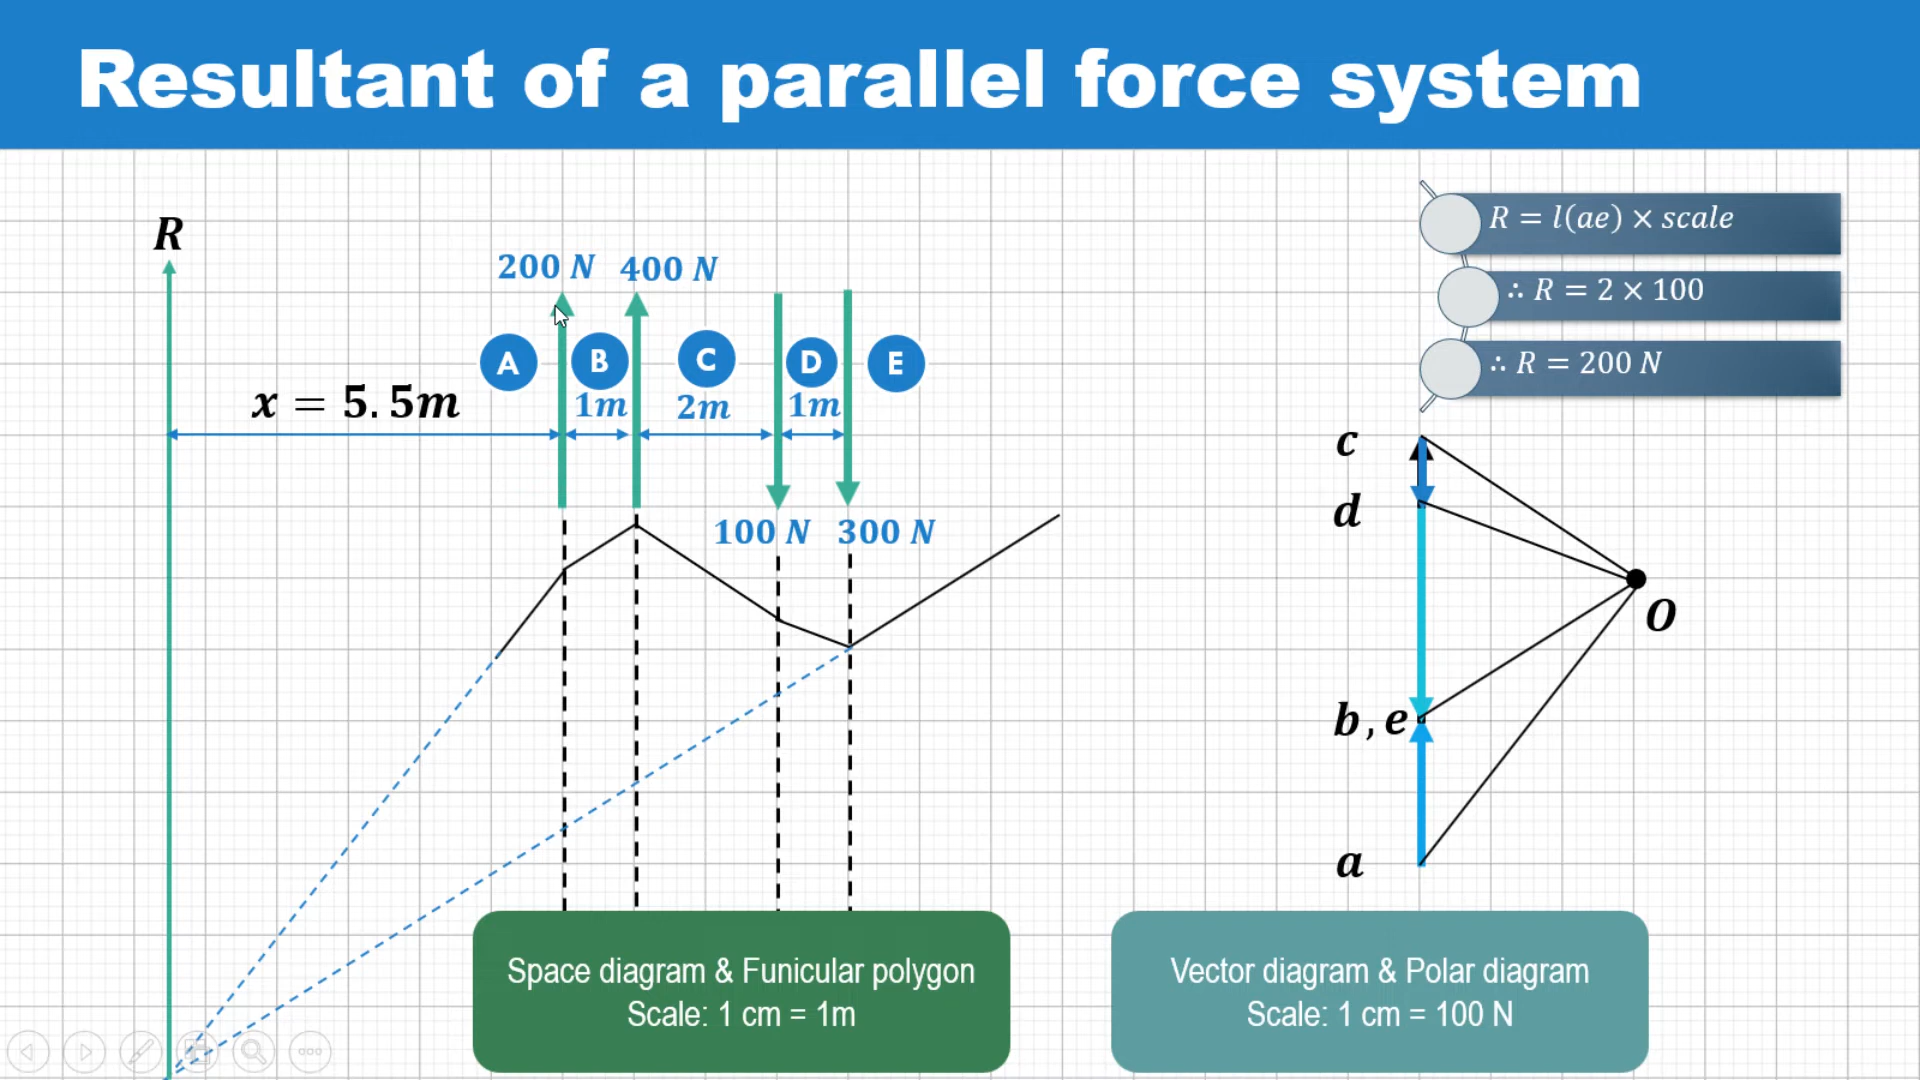 Resultant of a parallel force system
R
200 N
400 N
A
B
C
D
E
x = 5.5m
1m
2m
1m
100 N
300 N
R = l(ae) × scale
∴ R = 2 × 100
∴ R = 200 N
c
d
O
b, e
a
Space diagram & Funicular polygon
Scale: 1 cm = 1m
Vector diagram & Polar diagram
Scale: 1 cm = 100 N